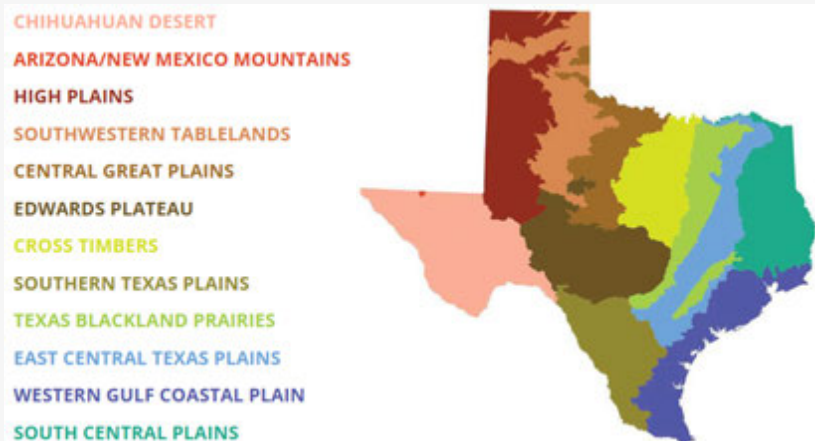 CHIHUAHUAN DESERT
ARIZONA/NEW MEXICO MOUNTAINS
HIGH PLAINS
SOUTHWESTERN TABLELANDS
CENTRAL GREAT PLAINS
EDWARDS PLATEAU
CROSS TIMBERS
SOUTHERN TEXAS PLAINS
TEXAS BLACKLAND PRAIRIES
EAST CENTRAL TEXAS PLAINS
WESTERN GULF COASTAL PLAIN
SOUTH CENTRAL PLAINS